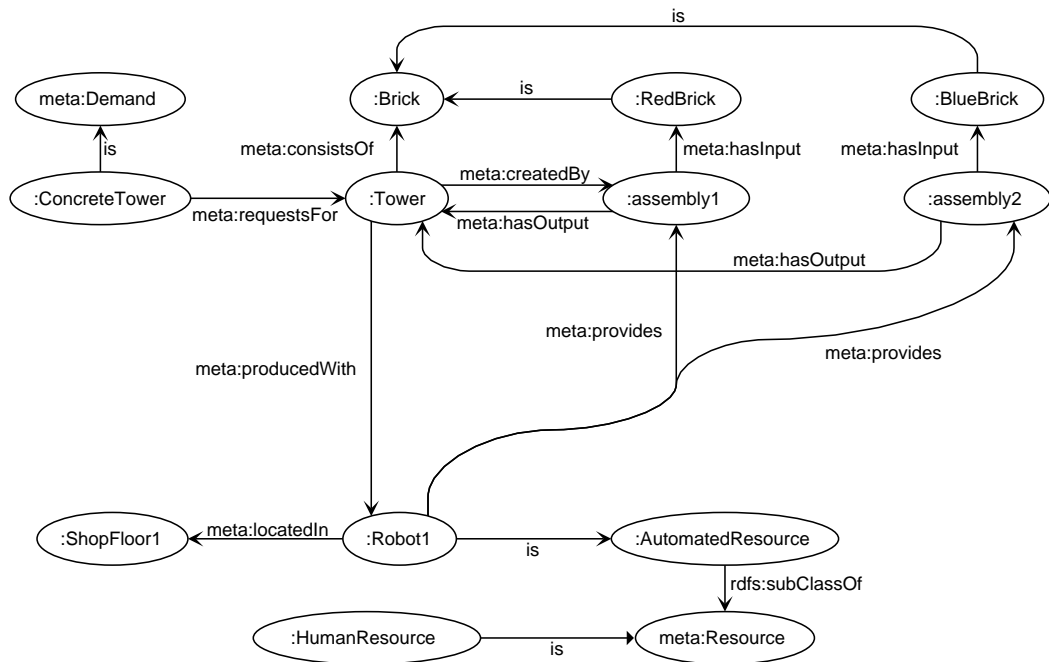 is
meta:Demand
:Brick
is
:RedBrick
:BlueBrick
is
meta:consistsOf
meta:hasInput
meta:hasInput
:ConcreteTower
meta:requestsFor
:Tower
meta:createdBy
meta:hasOutput
:assembly1
:assembly2
meta:hasOutput
meta:provides
meta:provides
meta:producedWith
:ShopFloor1
meta:locatedIn
:Robot1
is
:AutomatedResource
rdfs:subClassOf
:HumanResource
is
meta:Resource